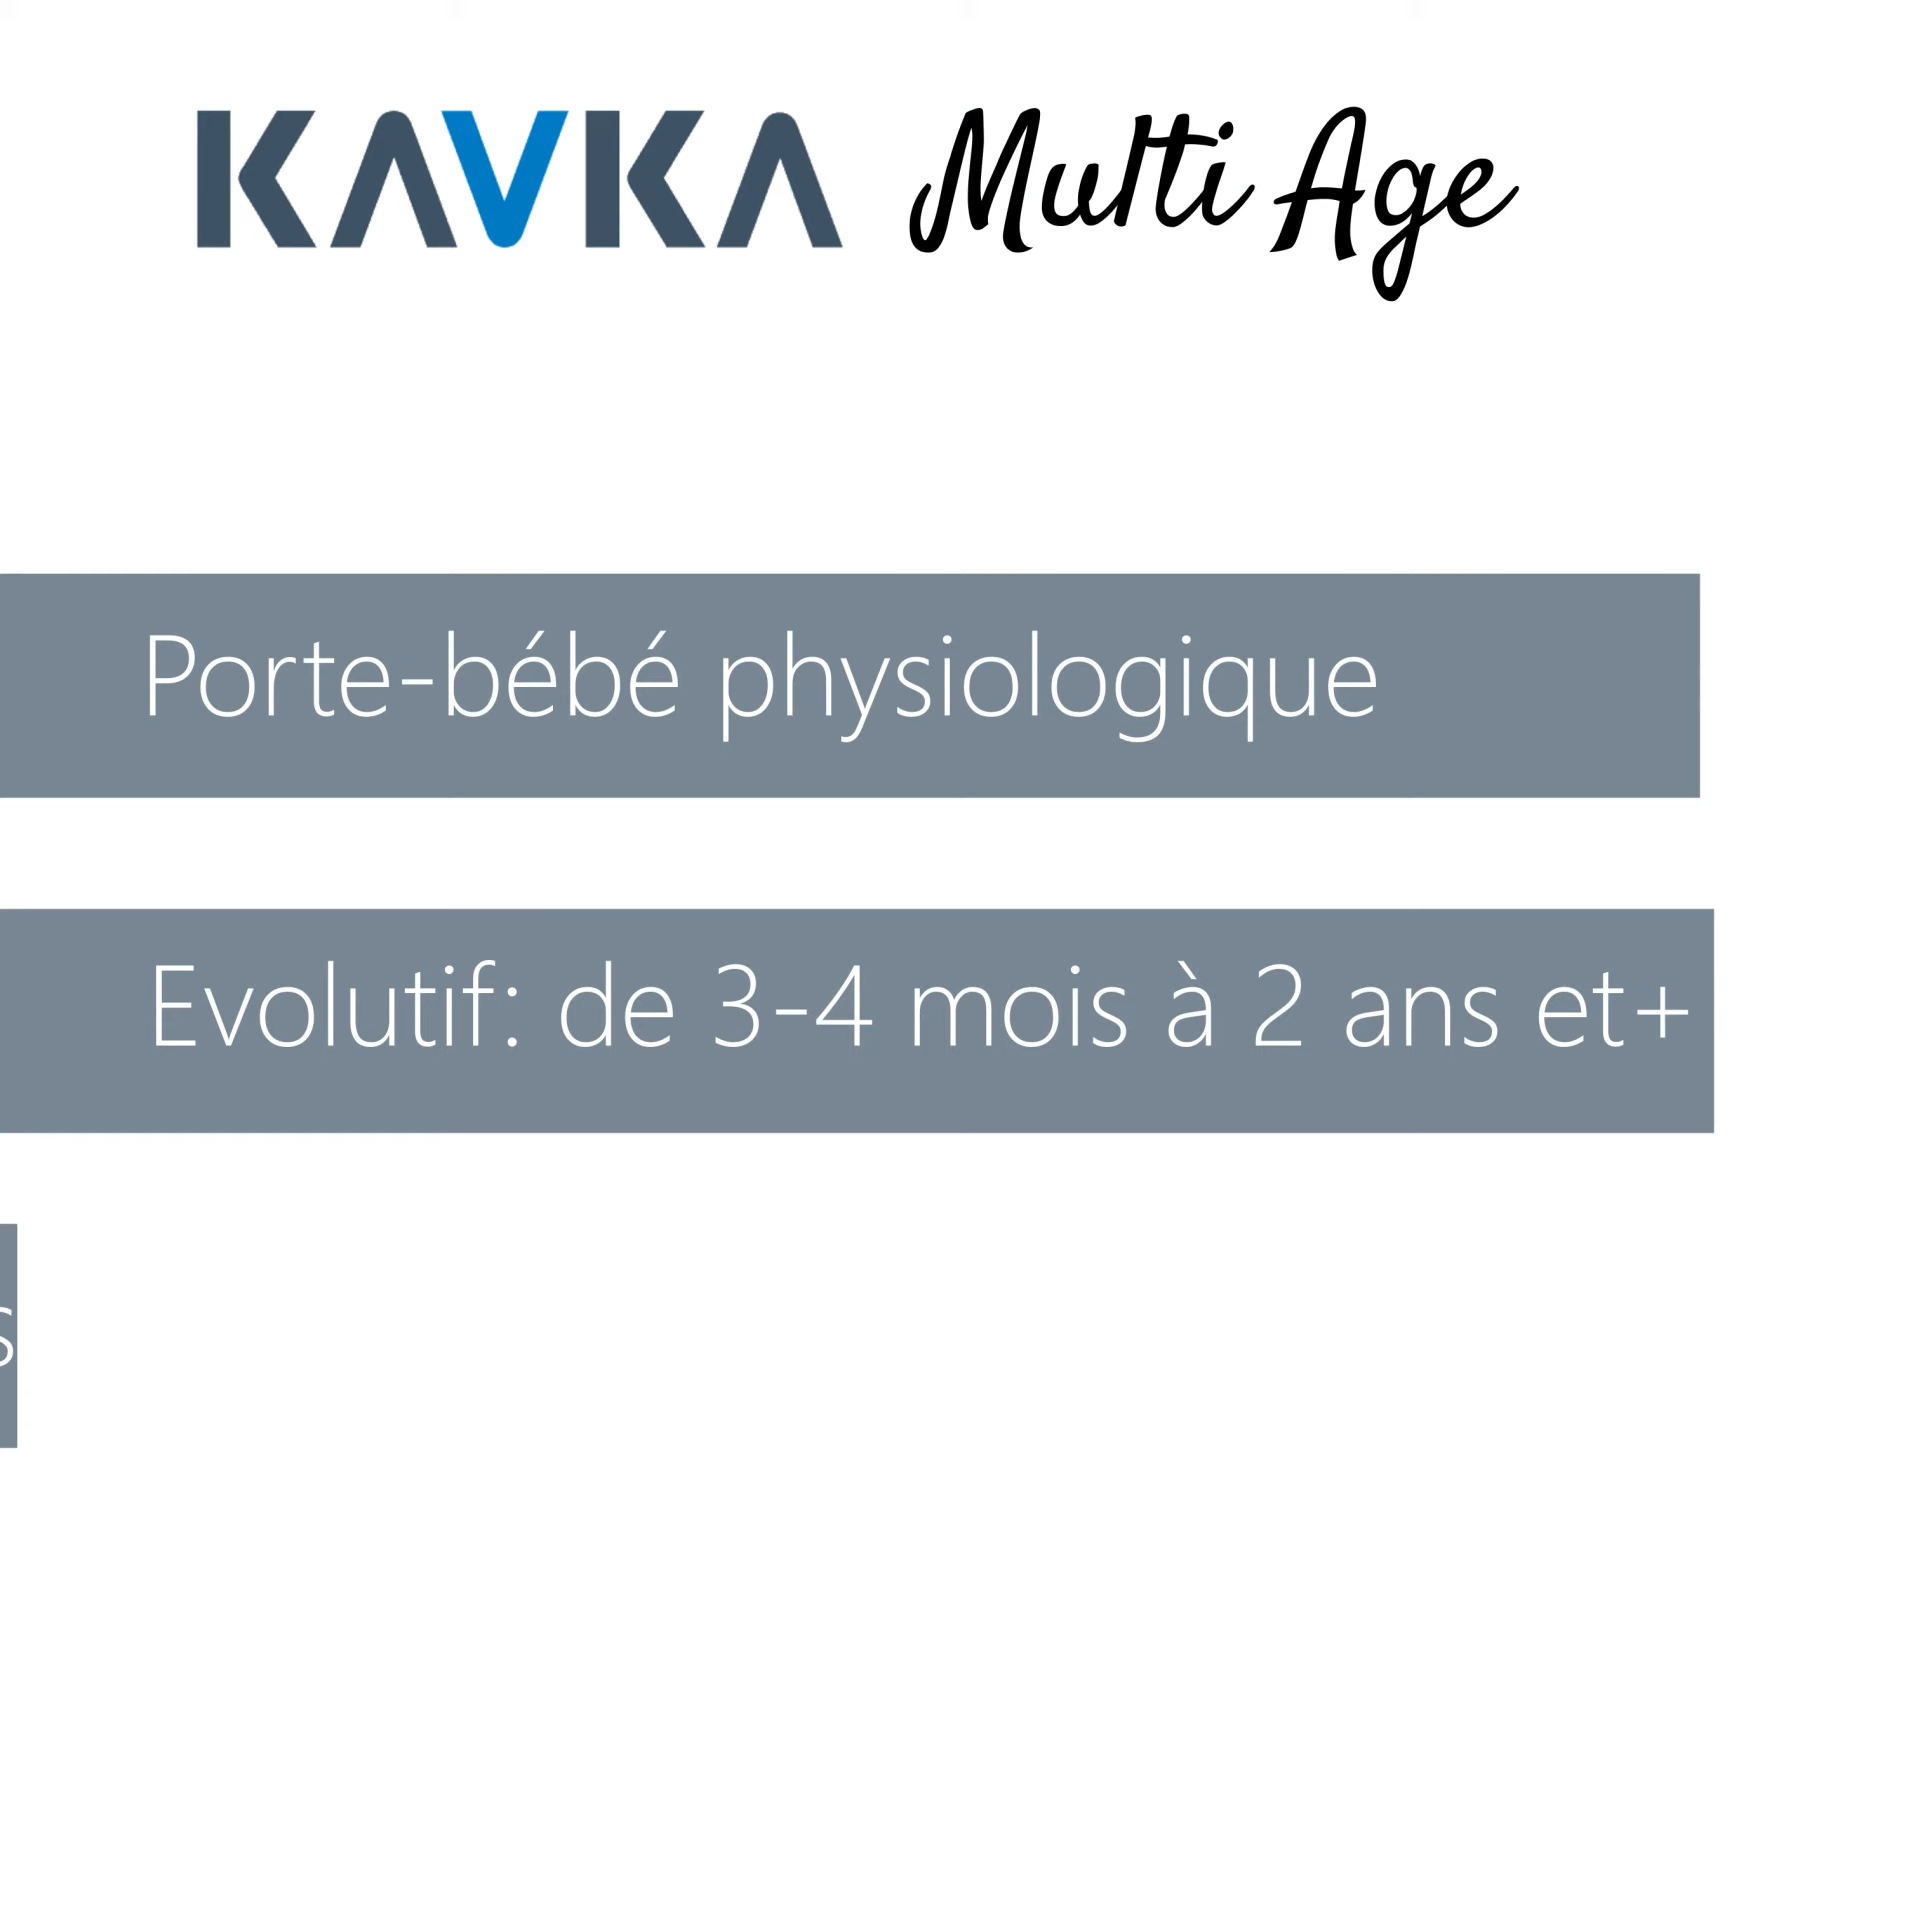 KAVKA Multi Age
Porte-bébé physiologique
Evolutif: de 3-4 mois à 2 ans et +
s